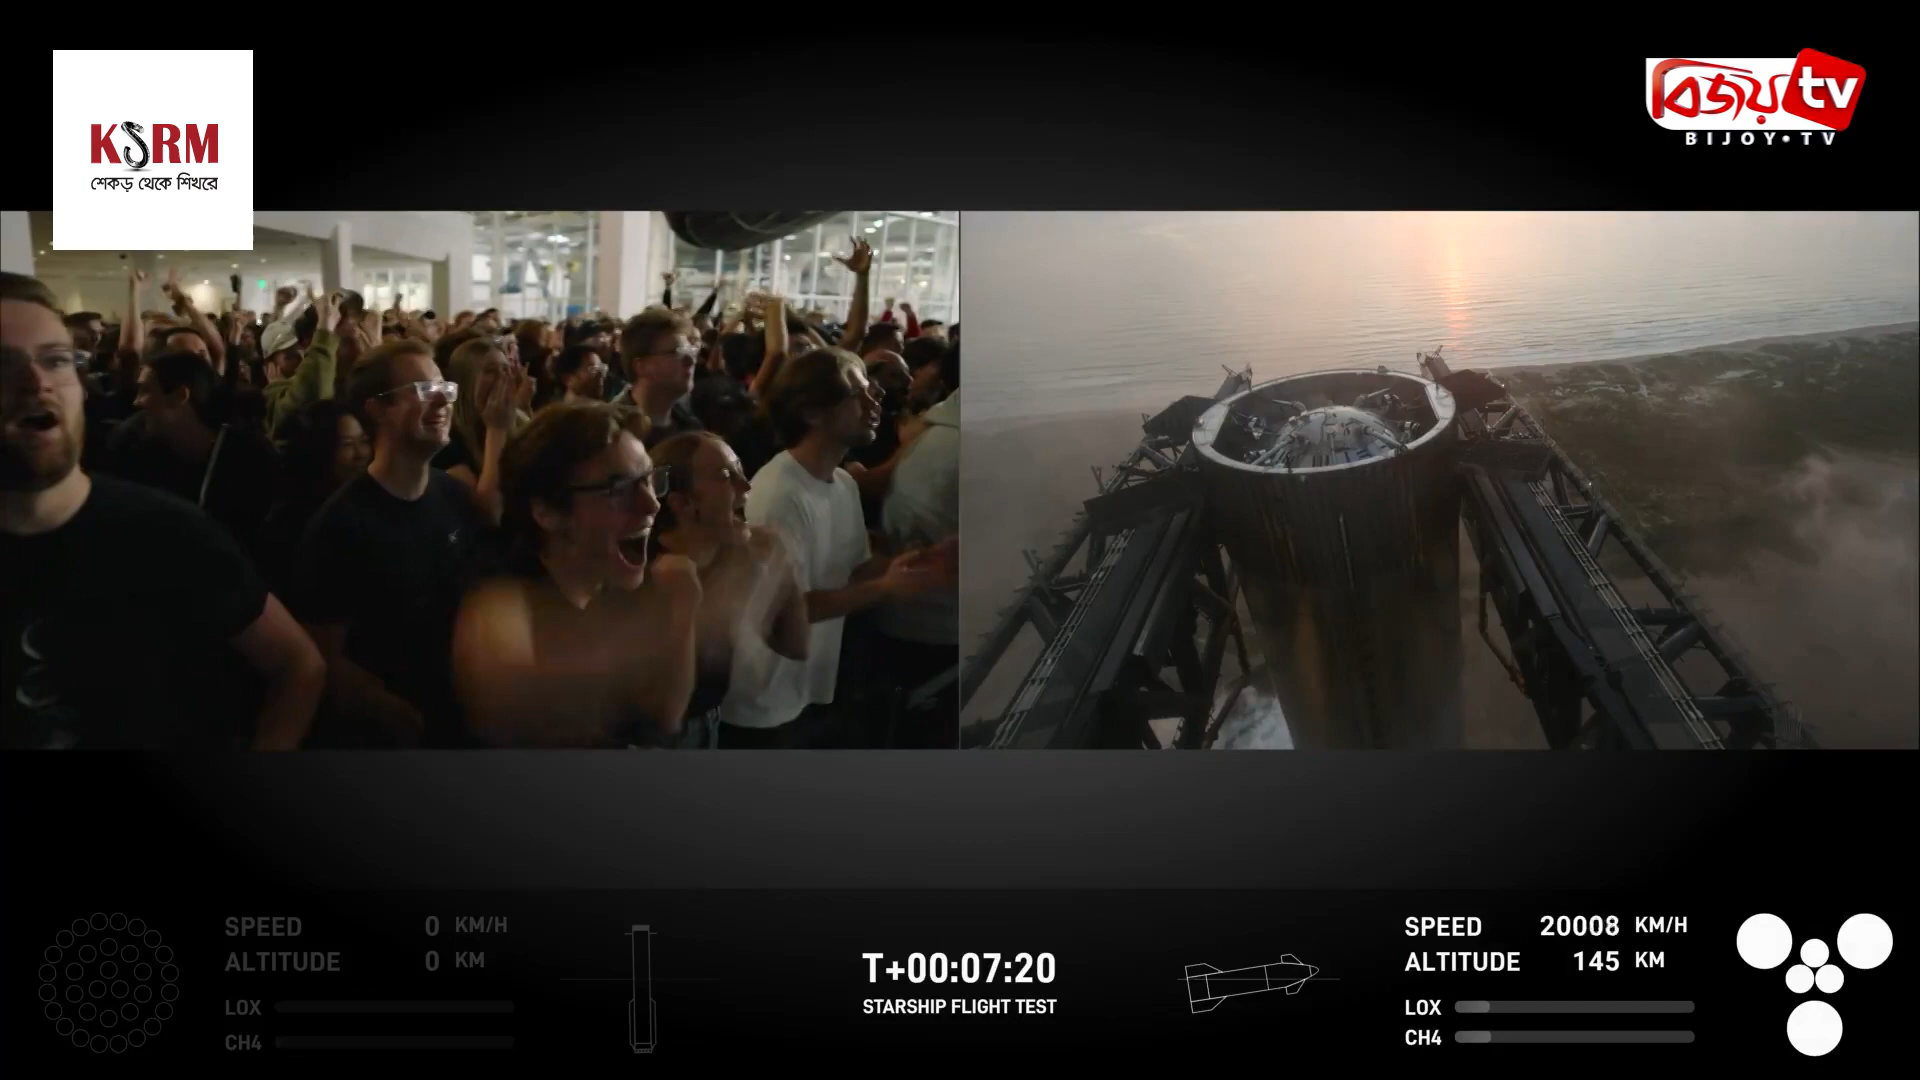 KSRM
শেকড় থেকে শিখরে
বিজয় tv
BIJOY•TV
SPEED 0 KM/H
ALTITUDE 0 KM
LOX
CH4
T+00:07:20
STARSHIP FLIGHT TEST
SPEED 20008 KM/H
ALTITUDE 145 KM
LOX
CH4